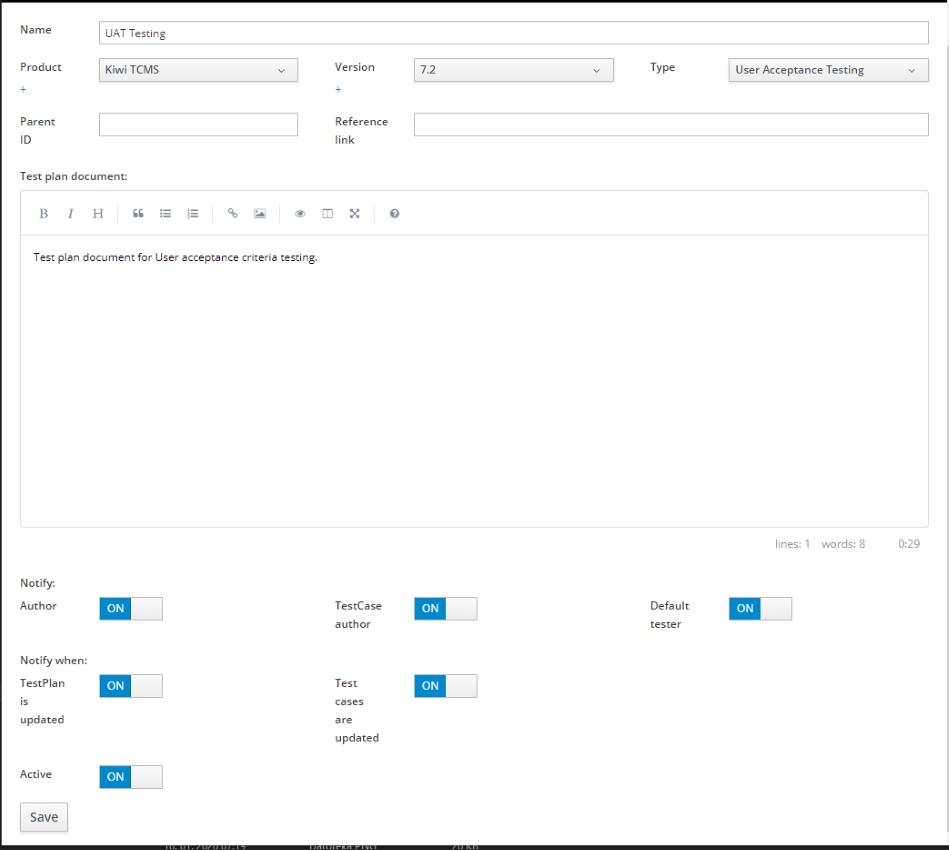 Name
UAT Testing
Product
+
Kiwi TCMS
Version
+
7.2
Type
User Acceptance Testing
Parent
ID
Reference
link
Test plan document:
B I H
Test plan document for User acceptance criteria testing.
lines: 1 words: 8 0:29
Notify:
Author
ON
TestCase
author
ON
Default
tester
ON
Notify when:
TestPlan
is
updated
ON
Test
cases
are
updated
ON
Active
ON
Save